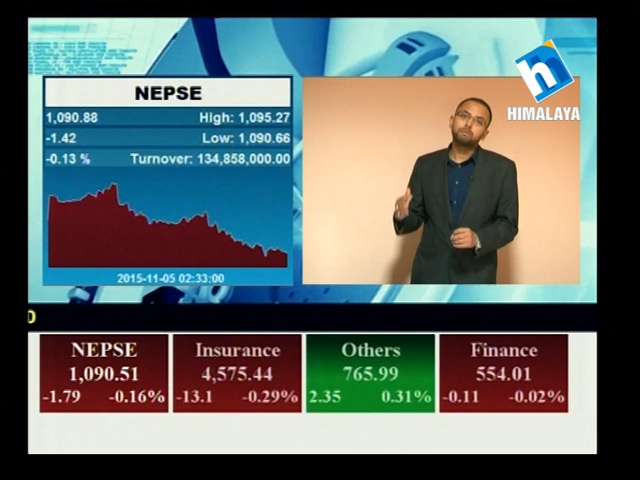 NEPSE
1,090.88 High: 1,095.27
-1.42 Low: 1,090.66
-0.13 % Turnover: 134,858,000.00
2015-11-05 02:33:00
h
HIMALAYA
NEPSE
1,090.51
-1.79 -0.16%
Insurance
4,575.44
-13.1 -0.29%
Others
765.99
2.35 0.31%
Finance
554.01
-0.11 -0.02%